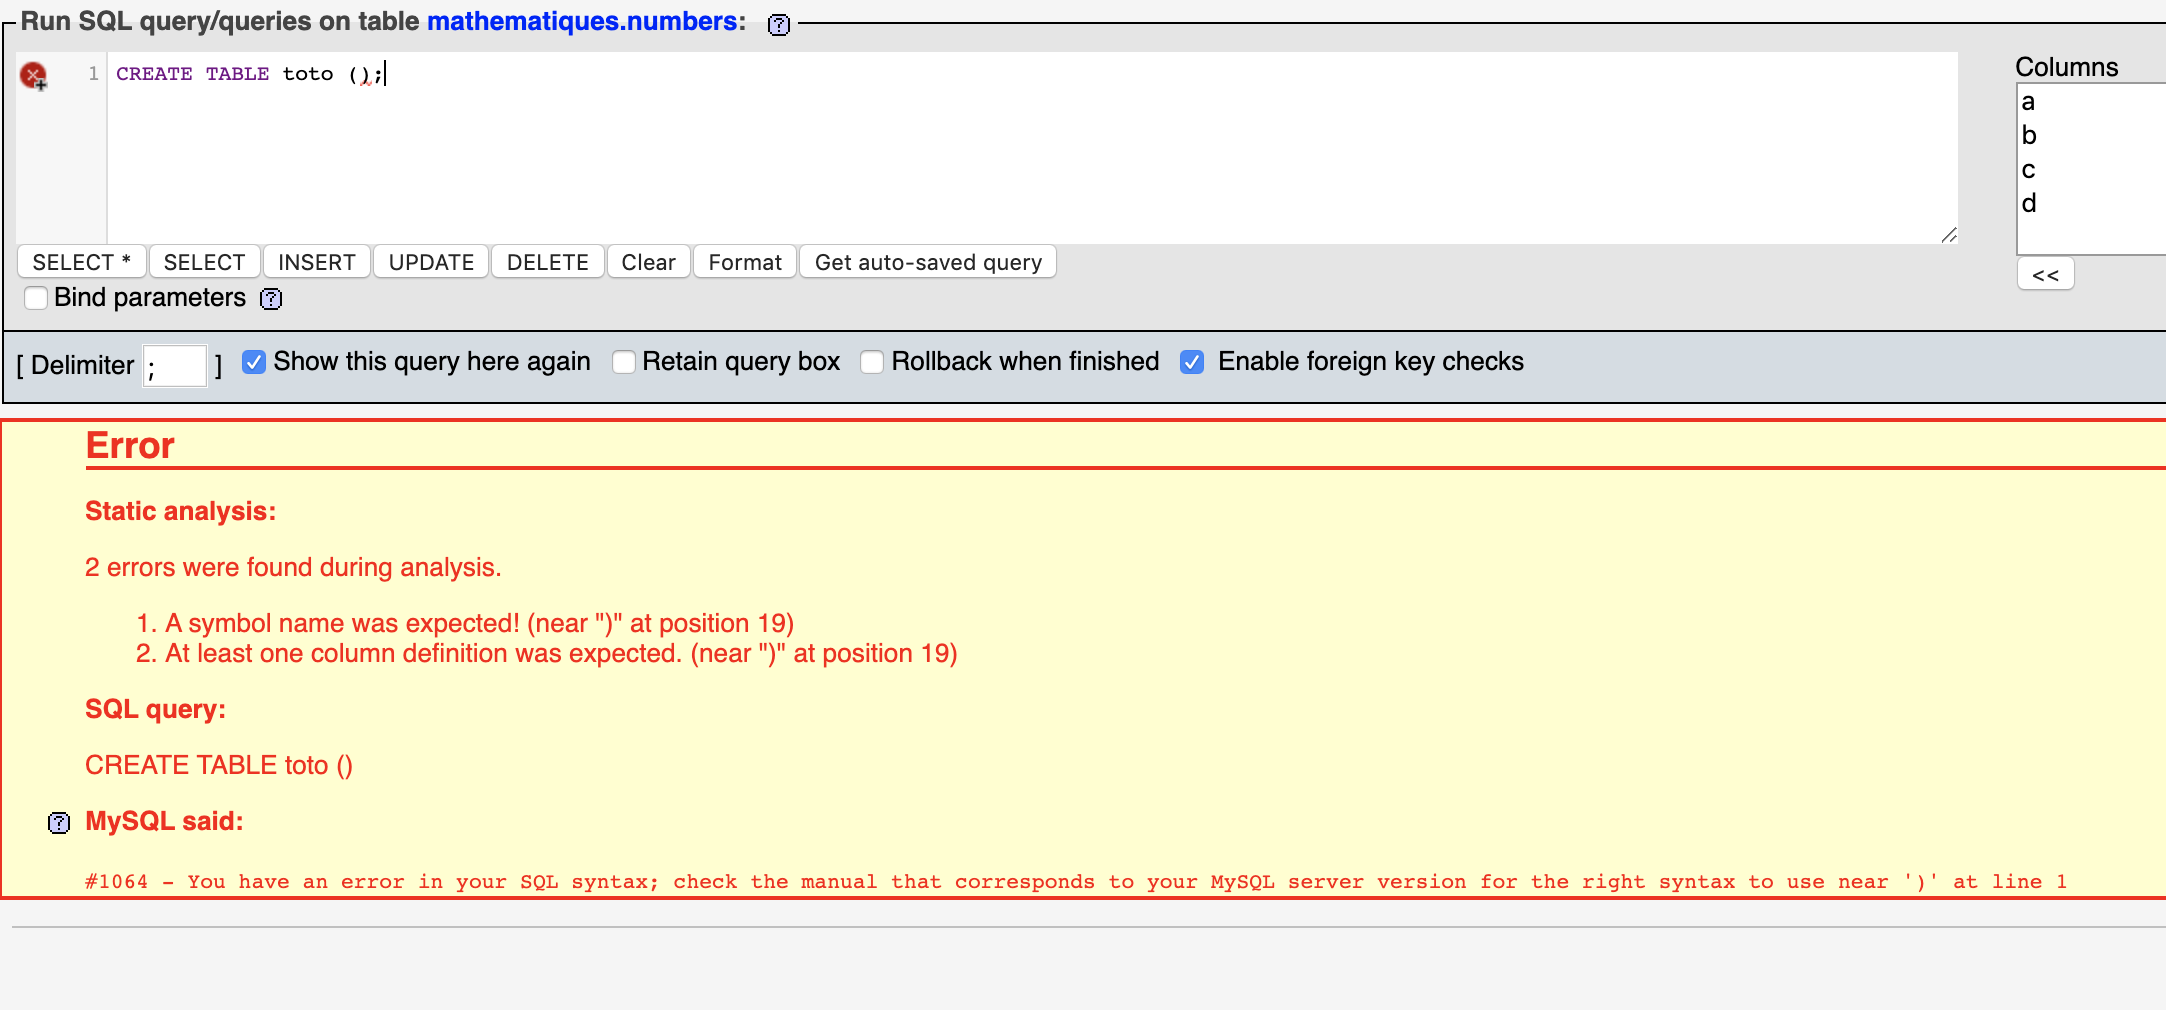 Run SQL query/queries on table mathematiques.numbers: ?
1 CREATE TABLE toto ();
Columns
a
b
c
d
SELECT * SELECT INSERT UPDATE DELETE Clear Format Get auto-saved query
<<
Bind parameters ?
[ Delimiter ; ] Show this query here again Retain query box Rollback when finished Enable foreign key checks
Error
Static analysis:
2 errors were found during analysis.
1. A symbol name was expected! (near ")" at position 19)
2. At least one column definition was expected. (near ")" at position 19)
SQL query:
CREATE TABLE toto ()
? MySQL said:
#1064 - You have an error in your SQL syntax; check the manual that corresponds to your MySQL server version for the right syntax to use near ')' at line 1